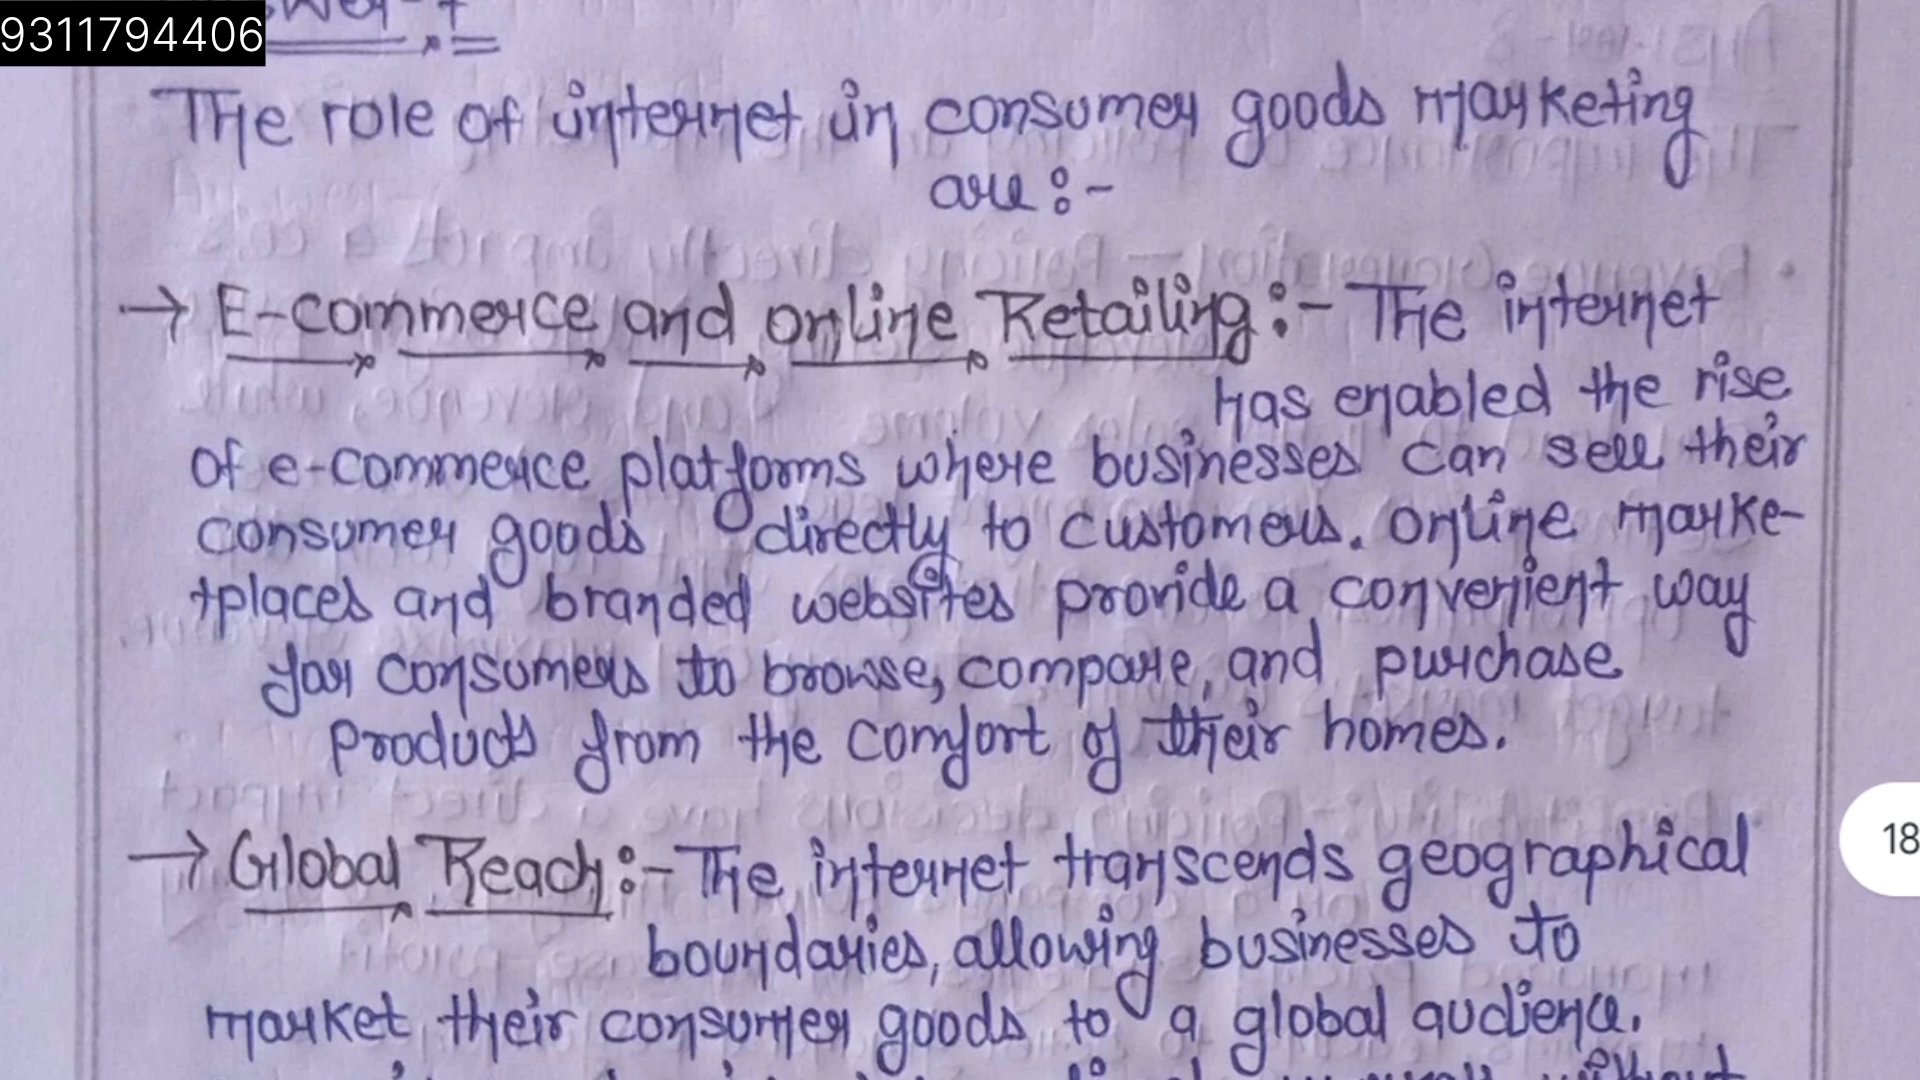 9311794406
The role of internet in consumer goods marketing
are :-
→ E-commerce and online Retailing :- The internet
has enabled the rise
of e-commerce platforms where businesses can sell their
consumer goods directly to customers. online marke-
tplaces and branded websites provide a convenient way
for consumers to browse, compare, and purchase
products from the comfort of their homes.
→ Global Reach :- The internet transcends geographical
boundaries, allowing businesses to
market their consumer goods to a global audience.
18